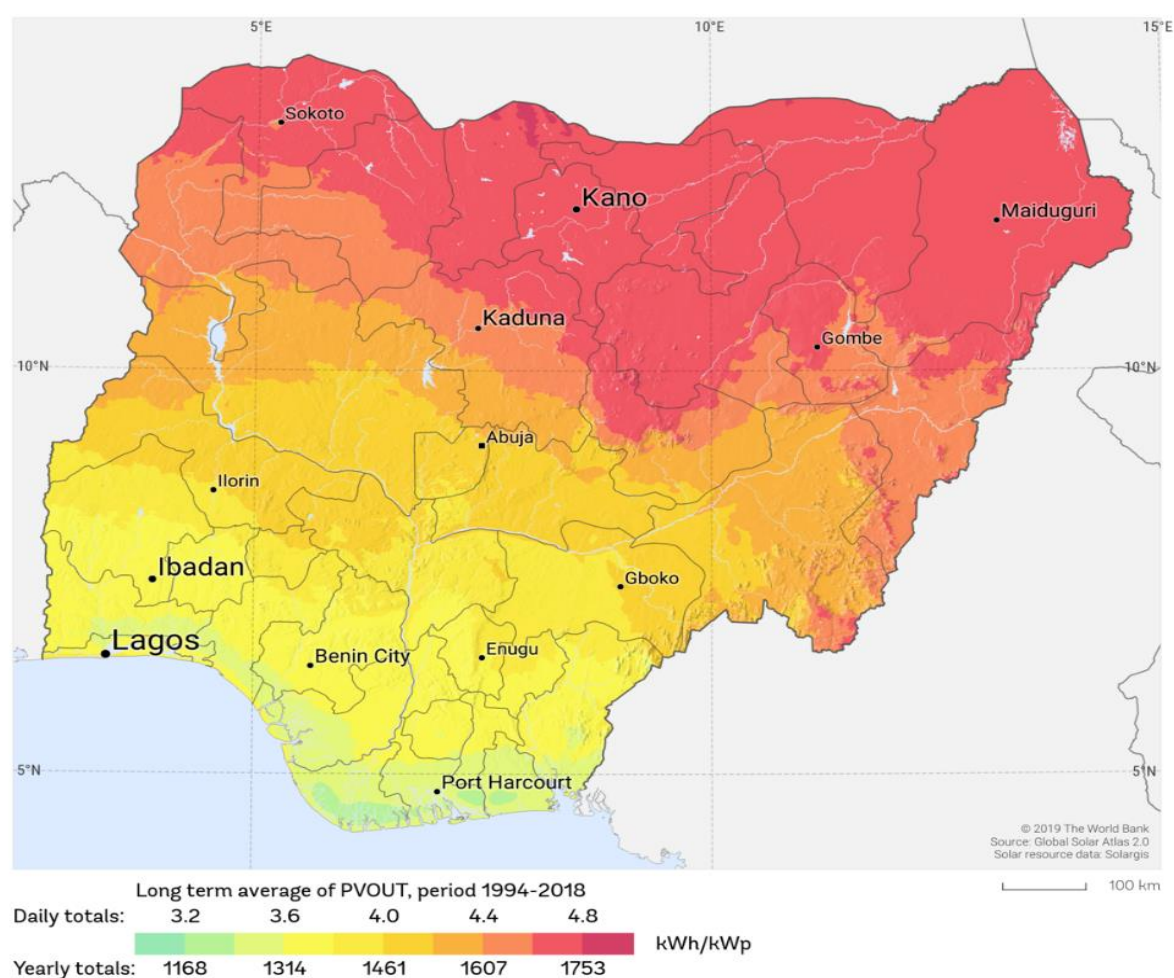 5°E 10°E 15°E
Sokoto
Kano
Maiduguri
Kaduna
Gombe
10°N 10°N
Abuja
Ilorin
Ibadan
Gboko
Lagos
Enugu
Benin City
5°N 5°N
Port Harcourt
© 2019 The World Bank
Source: Global Solar Atlas 2.0
Solar resource data: Solargis
100 km
Long term average of PVOUT, period 1994-2018
Daily totals: 3.2 3.6 4.0 4.4 4.8
kWh/kWp
Yearly totals: 1168 1314 1461 1607 1753